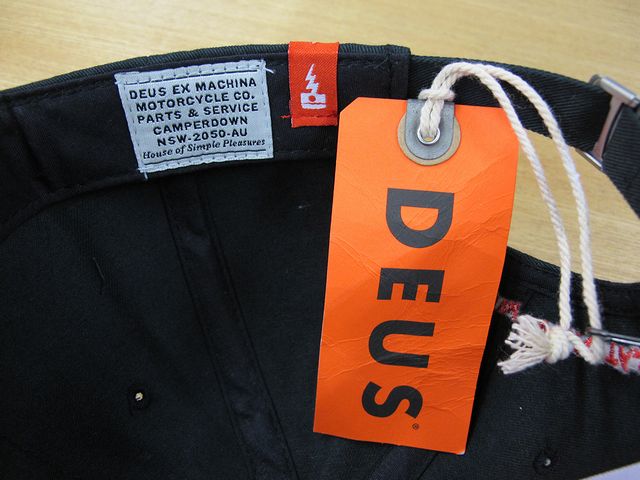 DEUS EX MACHINA
MOTORCYCLE CO.
PARTS & SERVICE
CAMPERDOWN
NSW-2050-AU
House of Simple Pleasures
DEUS®